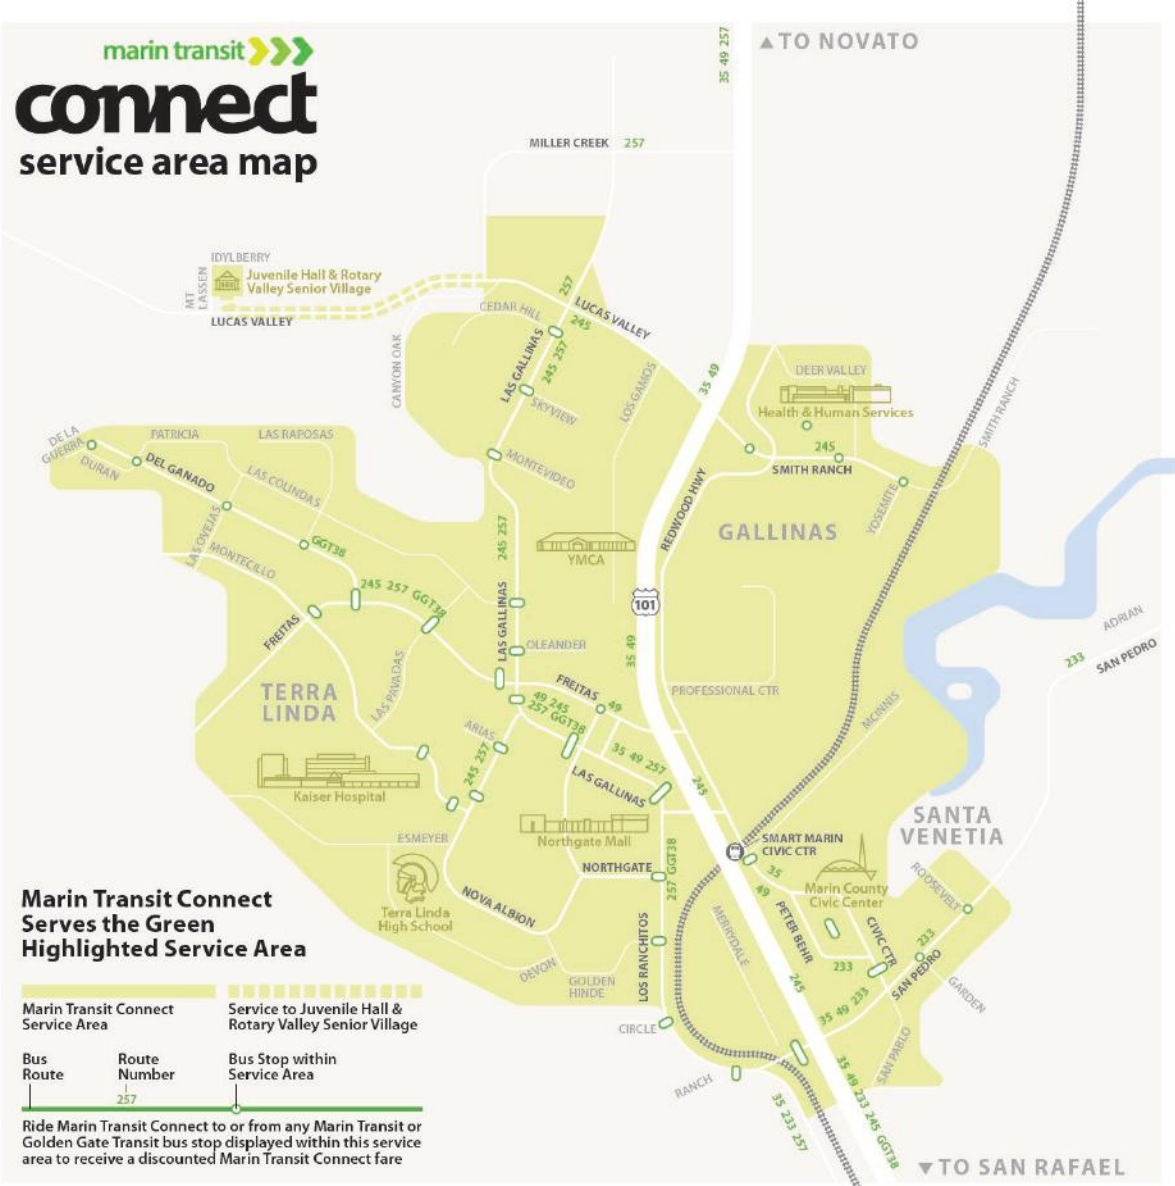 marin transit
connect
service area map
▲ TO NOVATO
35 49 257
MILLER CREEK 257
IDYLBERRY
MT
LASSEN
Juvenile Hall & Rotary
Valley Senior Village
LUCAS VALLEY
CEDAR HILL
257
LUCAS VALLEY
245
CANYON OAK
LAS GALLINAS
245 257
SKYVIEW
LOS GAMOS
35 49
DEER VALLEY
Health & Human Services
SMITH RANCH
245
SMITH RANCH
YOSEMITE
DE LA
GUERRA
DURAN
PATRICIA
LAS RAPOSAS
DEL GANADO
LAS COLINDAS
MONTEVIDEO
REDWOOD HWY
GALLINAS
LAS OVEJAS
MONTECILLO
GGT38
245 257
YMCA
245 257 GGT38
FREITAS
LAS GALLINAS
101
35 49
OLEANDER
ADRIAN
233
SAN PEDRO
TERRA
LINDA
LAS PAVADAS
FREITAS
49 245
257 GGT38
49
PROFESSIONAL CTR
MCINNIS
ARIAS
245 257
35 49 257
LAS GALLINAS
245
Kaiser Hospital
SANTA
VENETIA
ESMEYER
Northgate Mall
SMART MARIN
CIVIC CTR
NORTHGATE
257 GGT38
35
49
Marin County
Civic Center
ROOSEVELT
Terra Linda
High School
NOVA ALBION
MERRYDALE
PETER BEHR
CIVIC CTR
233
233
SAN PEDRO
GARDEN
DEVON
GOLDEN
HINDE
LOS RANCHITOS
245
35 49 233
CIRCLE
SAN PABLO
RANCH
35 233 257
35 49 233 245 GGT38
▼ TO SAN RAFAEL
Marin Transit Connect
Serves the Green
Highlighted Service Area
Marin Transit Connect
Service Area
Service to Juvenile Hall &
Rotary Valley Senior Village
Bus
Route
Route
Number
257
Bus Stop within
Service Area
Ride Marin Transit Connect to or from any Marin Transit or
Golden Gate Transit bus stop displayed within this service
area to receive a discounted Marin Transit Connect fare